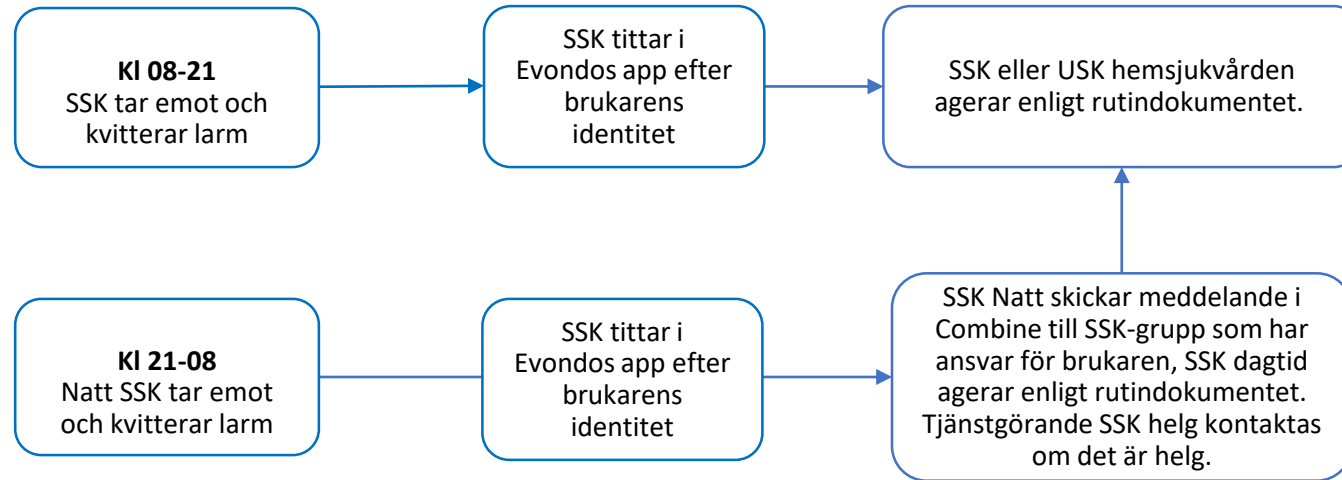 Kl 08-21
SSK tar emot och
kvitterar larm
SSK tittar i
Evondos app efter
brukarens
identitet
SSK eller USK hemsjukvården
agerar enligt rutindokumentet.
Kl 21-08
Natt SSK tar emot
och kvitterar larm
SSK tittar i
Evondos app efter
brukarens
identitet
SSK Natt skickar meddelande i
Combine till SSK-grupp som har
ansvar för brukaren, SSK dagtid
agerar enligt rutindokumentet.
Tjänstgörande SSK helg kontaktas
om det är helg.